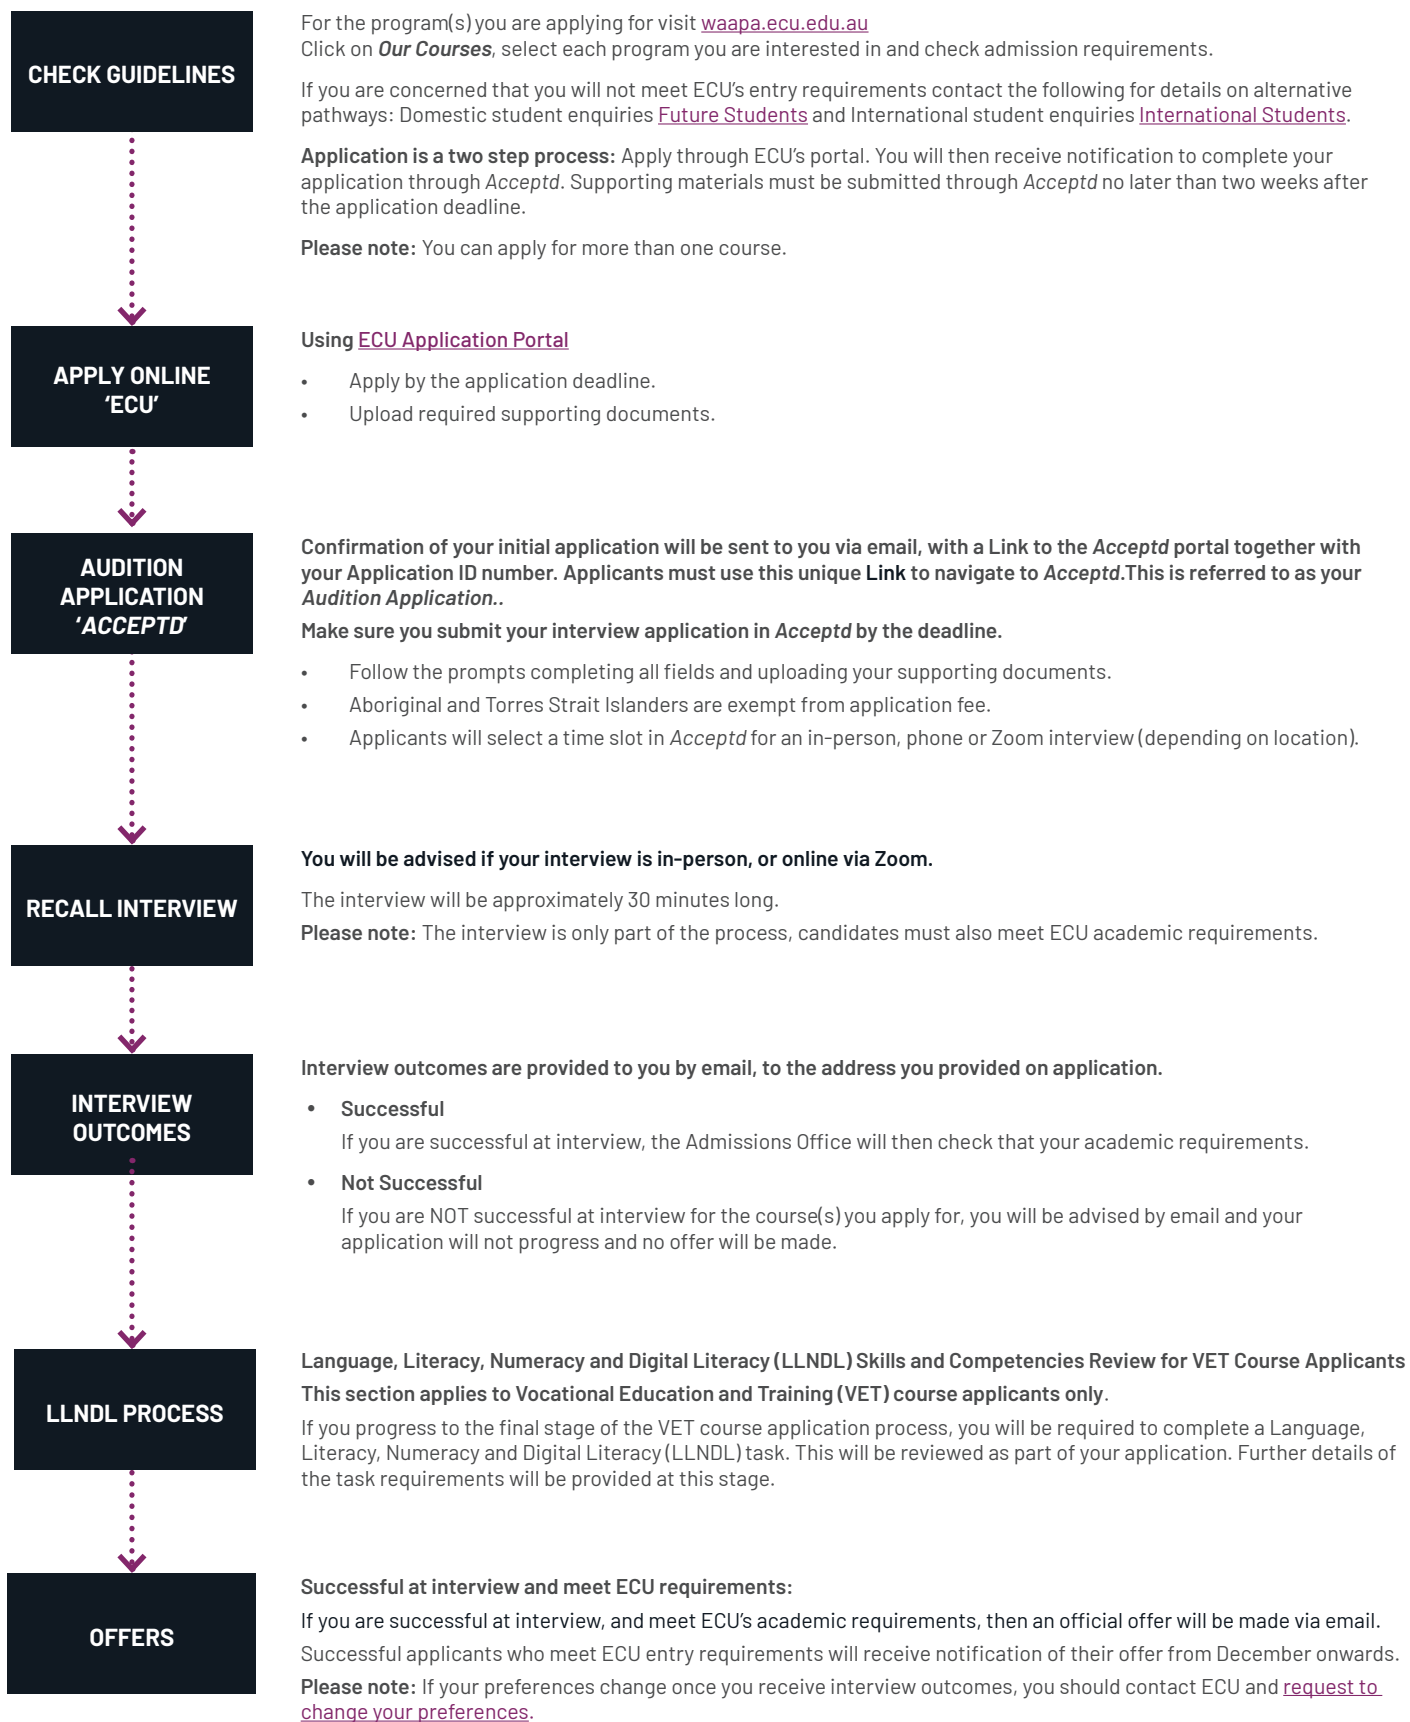 CHECK GUIDELINES
For the program(s) you are applying for visit waapa.ecu.edu.au
Click on Our Courses, select each program you are interested in and check admission requirements.
If you are concerned that you will not meet ECU's entry requirements contact the following for details on alternative
pathways: Domestic student enquiries Future Students and International student enquiries International Students.
Application is a two step process: Apply through ECU's portal. You will then receive notification to complete your
application through Acceptd. Supporting materials must be submitted through Acceptd no later than two weeks after
the application deadline.
Please note: You can apply for more than one course.
APPLY ONLINE
‘ECU’
Using ECU Application Portal
• Apply by the application deadline.
• Upload required supporting documents.
AUDITION
APPLICATION
‘ACCEPTD’
Confirmation of your initial application will be sent to you via email, with a Link to the Acceptd portal together with
your Application ID number. Applicants must use this unique Link to navigate to Acceptd.This is referred to as your
Audition Application..
Make sure you submit your interview application in Acceptd by the deadline.
• Follow the prompts completing all fields and uploading your supporting documents.
• Aboriginal and Torres Strait Islanders are exempt from application fee.
• Applicants will select a time slot in Acceptd for an in-person, phone or Zoom interview (depending on location).
RECALL INTERVIEW
You will be advised if your interview is in-person, or online via Zoom.
The interview will be approximately 30 minutes long.
Please note: The interview is only part of the process, candidates must also meet ECU academic requirements.
INTERVIEW
OUTCOMES
Interview outcomes are provided to you by email, to the address you provided on application.
• Successful
If you are successful at interview, the Admissions Office will then check that your academic requirements.
• Not Successful
If you are NOT successful at interview for the course(s) you apply for, you will be advised by email and your
application will not progress and no offer will be made.
LLNDL PROCESS
Language, Literacy, Numeracy and Digital Literacy (LLNDL) Skills and Competencies Review for VET Course Applicants
This section applies to Vocational Education and Training (VET) course applicants only.
If you progress to the final stage of the VET course application process, you will be required to complete a Language,
Literacy, Numeracy and Digital Literacy (LLNDL) task. This will be reviewed as part of your application. Further details of
the task requirements will be provided at this stage.
OFFERS
Successful at interview and meet ECU requirements:
If you are successful at interview, and meet ECU's academic requirements, then an official offer will be made via email.
Successful applicants who meet ECU entry requirements will receive notification of their offer from December onwards.
Please note: If your preferences change once you receive interview outcomes, you should contact ECU and request to
change your preferences.